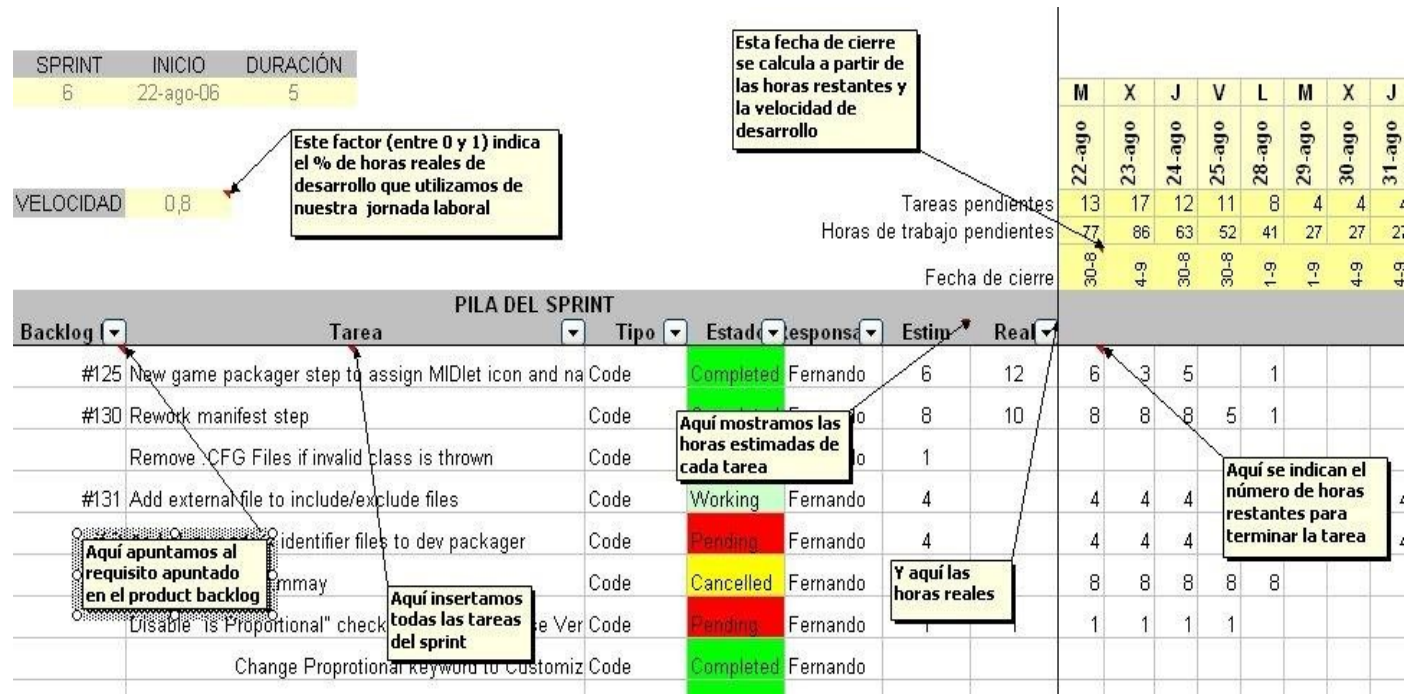 SPRINT INICIO DURACIÓN
6 22-ago-06 5
VELOCIDAD 0,8
Este factor (entre 0 y 1) indica
el % de horas reales de
desarrollo que utilizamos de
nuestra jornada laboral
Esta fecha de cierre
se calcula a partir de
las horas restantes y
la velocidad de
desarrollo
M X J V L M X J
22-ago 23-ago 24-ago 25-ago 28-ago 29-ago 30-ago 31-ago
Tareas pendientes 13 17 12 11 8 4 4 4
Horas de trabajo pendientes 77 86 63 52 41 27 27 27
Fecha de cierre 30-8 4-9 30-8 30-8 1-9 1-9 4-9 4-9
PILA DEL SPRINT
Backlog Tarea Tipo Estado Responsa Estim Real
#125 New game packager step to assign MIDlet icon and na Code Completed Fernando 6 12 6 3 5 1
#130 Rework manifest step Code 8 10 8 8 8 5 1
Remove .CFG Files if invalid class is thrown Code 1
#131 Add external file to include/exclude files Code Working Fernando 4 4 4 4 4
identifier files to dev packager Code Pending Fernando 4 4 4 4 4
mmay Code Cancelled Fernando 8 8 8 8 8
Disable "is Proportional" check e Ver Code Pending Fernando 1 1 1 1
Change Proprotional keyword to Customiz Code Completed Fernando
Aquí mostramos las
horas estimadas de
cada tarea
Aquí se indican el
número de horas
restantes para
terminar la tarea
Aquí apuntamos al
requisito apuntado
en el product backlog
Aquí insertamos
todas las tareas
del sprint
Y aquí las
horas reales